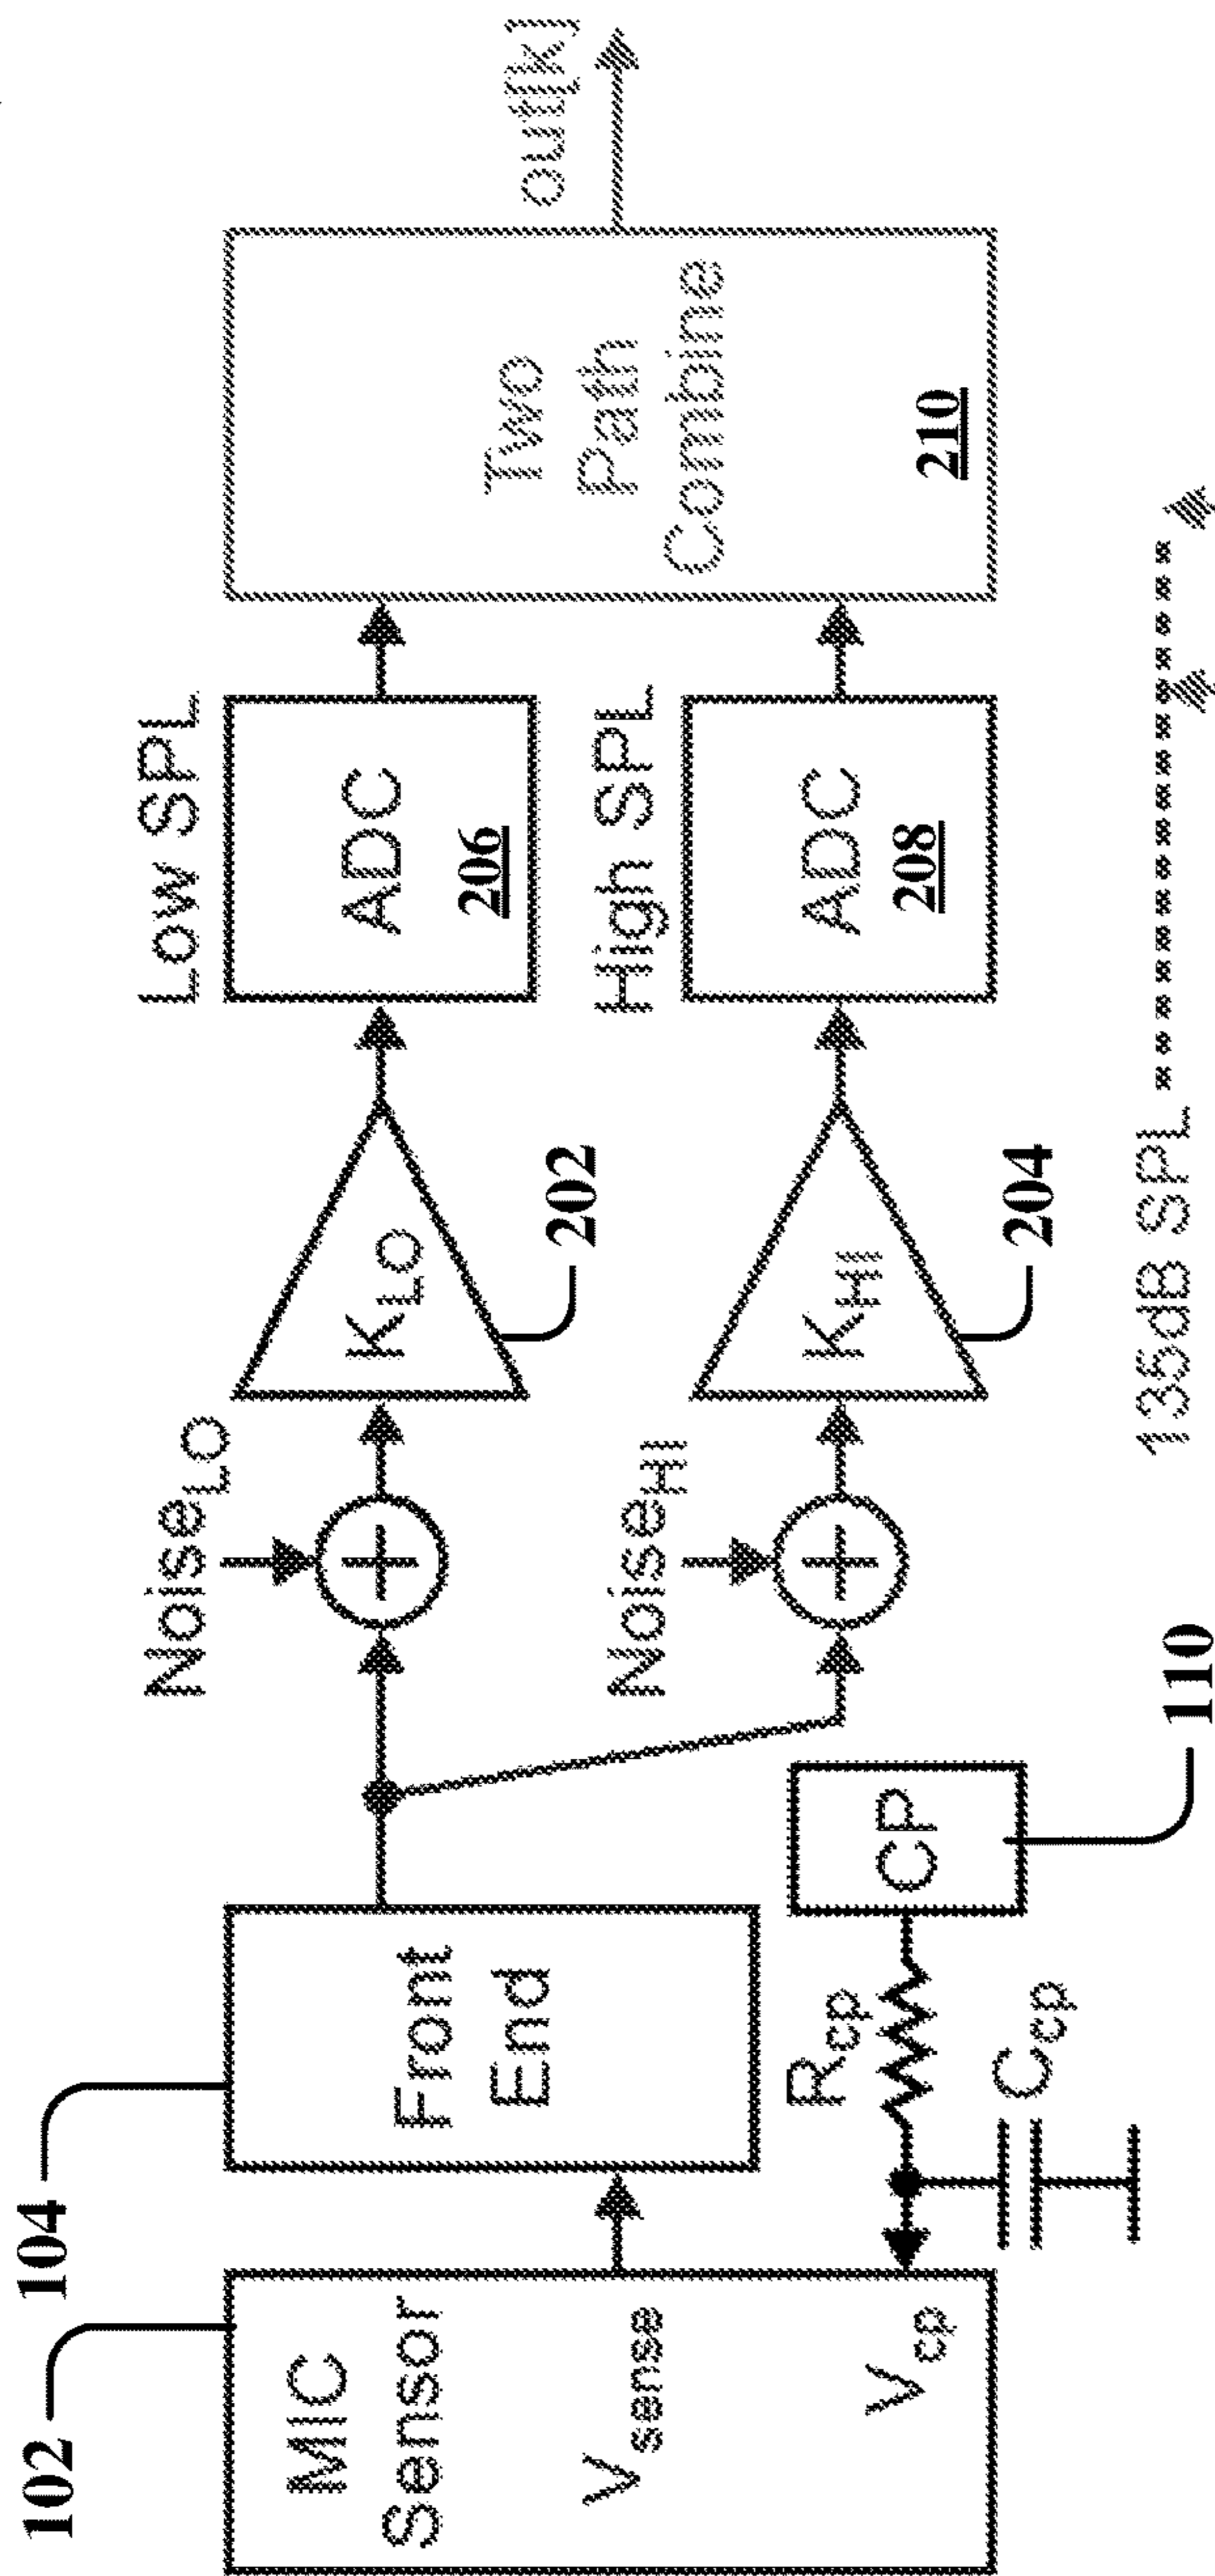 102
104
MIC
Sensor
Vsense
Vcp
Front
End
Rcp
Ccp
CP
110
NoiseLO
NoiseHI
KLO
202
KHI
204
Low SPL
ADC
206
High SPL
ADC
208
Two
Path
Combine
210
out[k]
135dB SPL